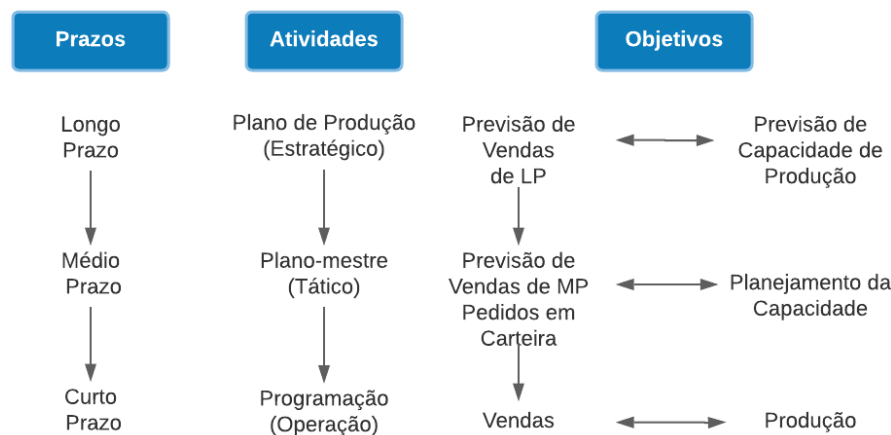 Prazos
Atividades
Objetivos
Longo
Prazo
Plano de Produção
(Estratégico)
Previsão de
Vendas
de LP
Previsão de
Capacidade de
Produção
Médio
Prazo
Plano-mestre
(Tático)
Previsão de
Vendas de MP
Pedidos em
Carteira
Planejamento da
Capacidade
Curto
Prazo
Programação
(Operação)
Vendas
Produção